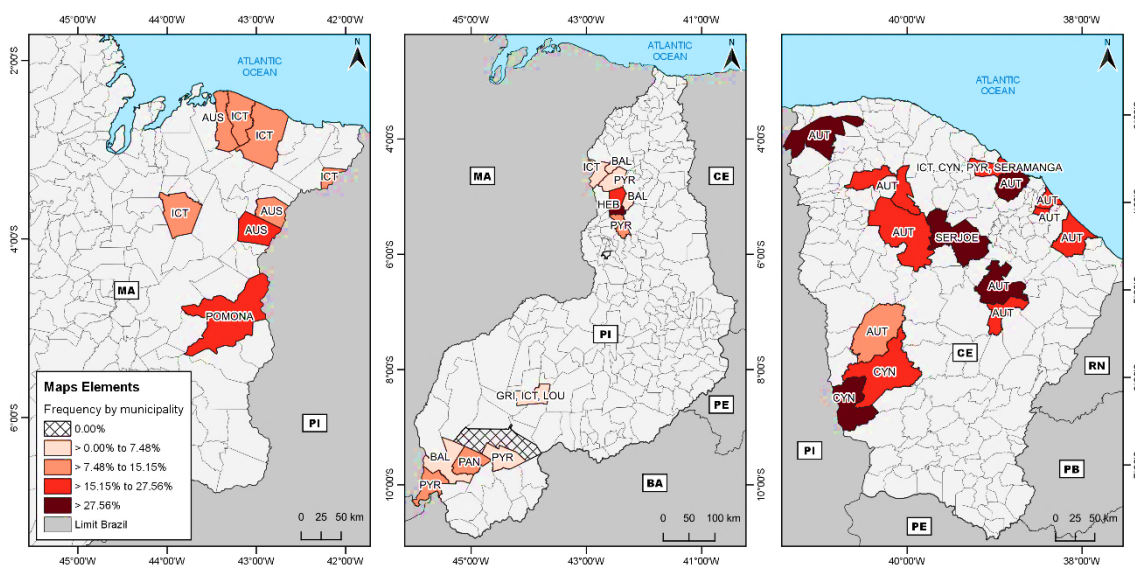 45°00'W 44°00'W 43°00'W 42°00'W
2°00'S
4°00'S
6°00'S
N
ATLANTIC
OCEAN
AUS
ICT
ICT
ICT
ICT
AUS
AUS
POMONA
MA
PI
Maps Elements
Frequency by municipality
0.00%
> 0.00% to 7.48%
> 7.48% to 15.15%
> 15.15% to 27.56%
> 27.56%
Limit Brazil
0 25 50 km
45°00'W 44°00'W 43°00'W 42°00'W
45°00'W 43°00'W 41°00'W
N
ATLANTIC
OCEAN
4°00'S
6°00'S
8°00'S
10°00'S
MA
CE
ICT
BAL
PYR
BAL
HEB
PYR
PI
PE
GRI, ICT, LOU
BAL
PAN
PYR
PYR
BA
0 50 100 km
45°00'W 43°00'W 41°00'W
40°00'W 38°00'W
N
ATLANTIC
OCEAN
AUT
ICT, CYN, PYR, SERAMANGA
AUT
AUT
AUT
AUT
AUT
AUT
SERJOE
AUT
AUT
AUT
CE
CYN
CYN
RN
PI
PB
PE
0 25 50 km
40°00'W 38°00'W